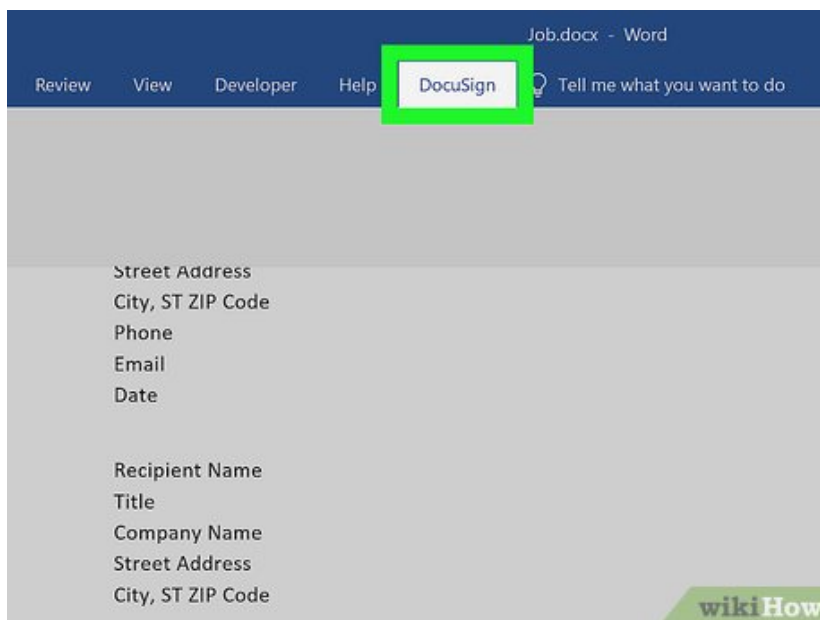 Job.docx - Word
Review View Developer Help DocuSign Tell me what you want to do
Street Address
City, ST ZIP Code
Phone
Email
Date
Recipient Name
Title
Company Name
Street Address
City, ST ZIP Code
wikiHow